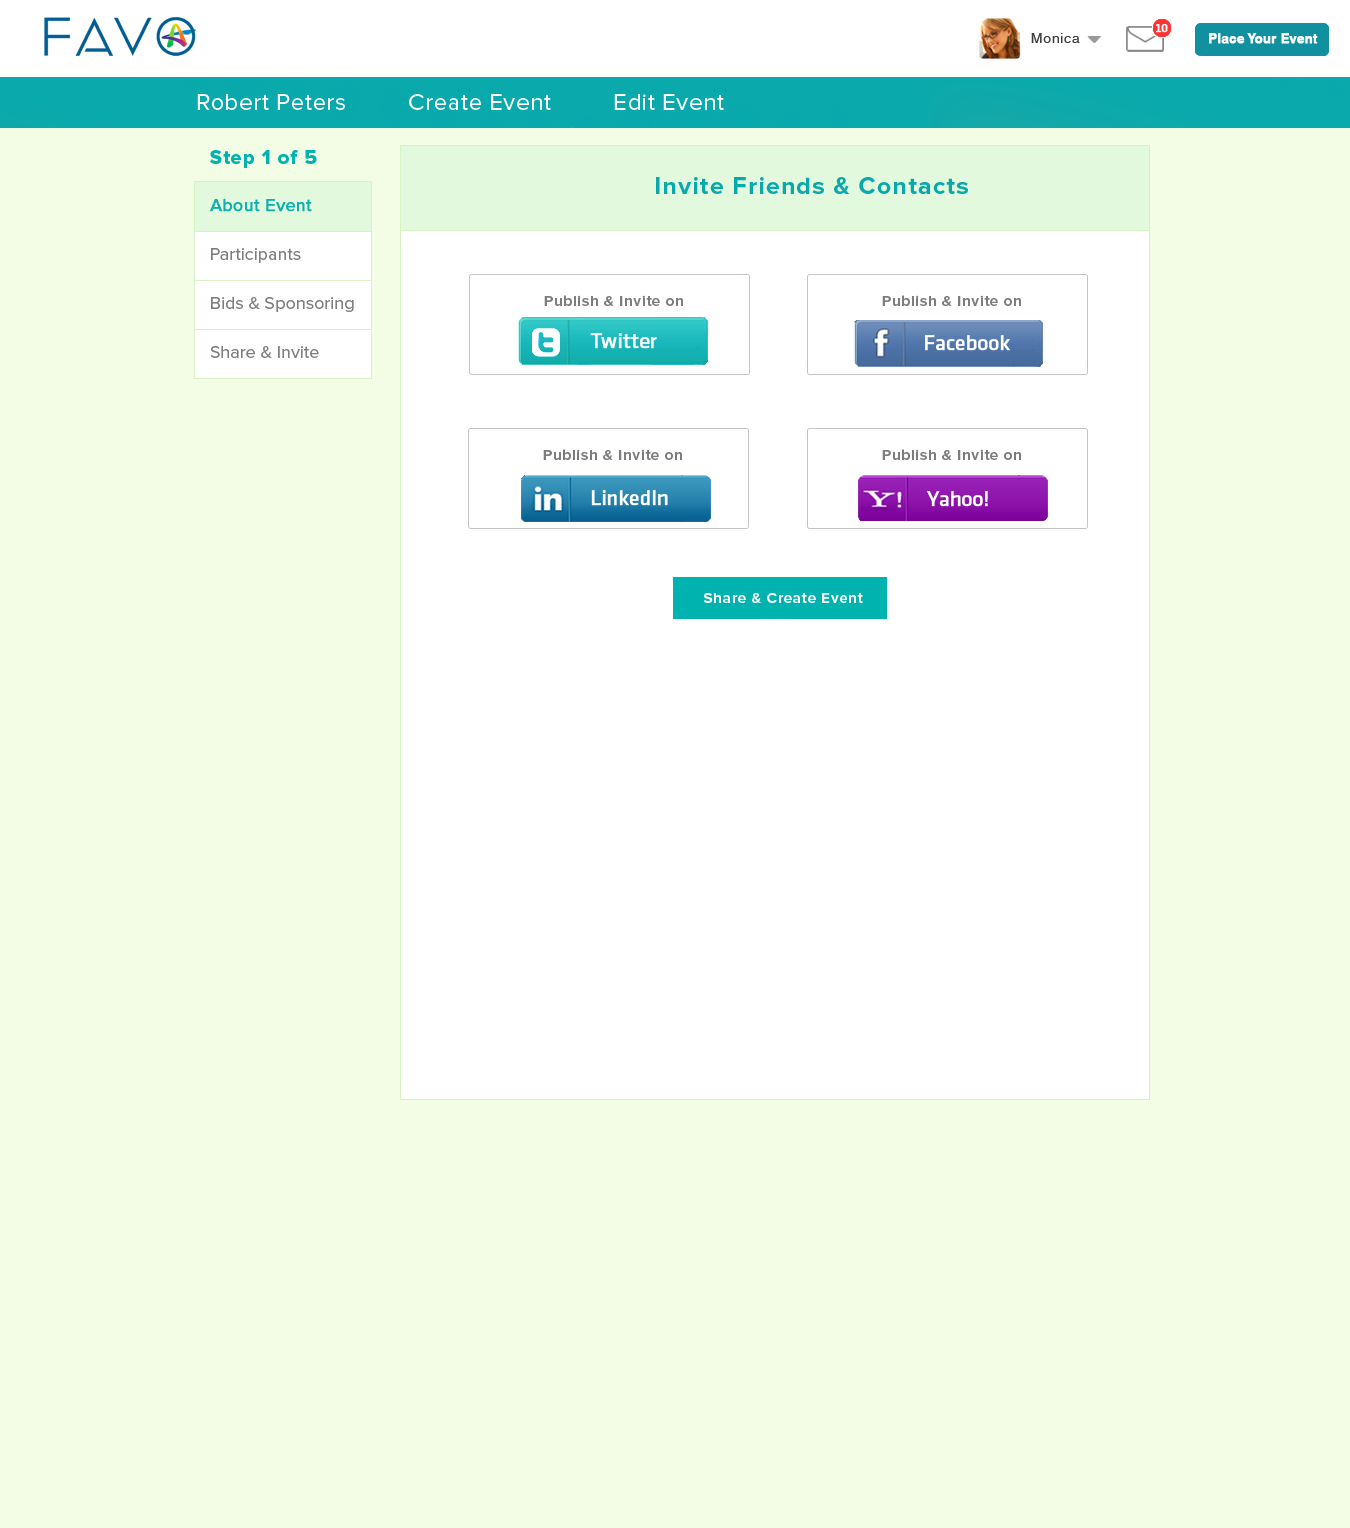 FAVO
Monica
10
Place Your Event
Robert Peters
Create Event
Edit Event
Step 1 of 5
About Event
Participants
Bids & Sponsoring
Share & Invite
Invite Friends & Contacts
Publish & Invite on
Twitter
Publish & Invite on
f Facebook
Publish & Invite on
in LinkedIn
Publish & Invite on
Y! Yahoo!
Share & Create Event